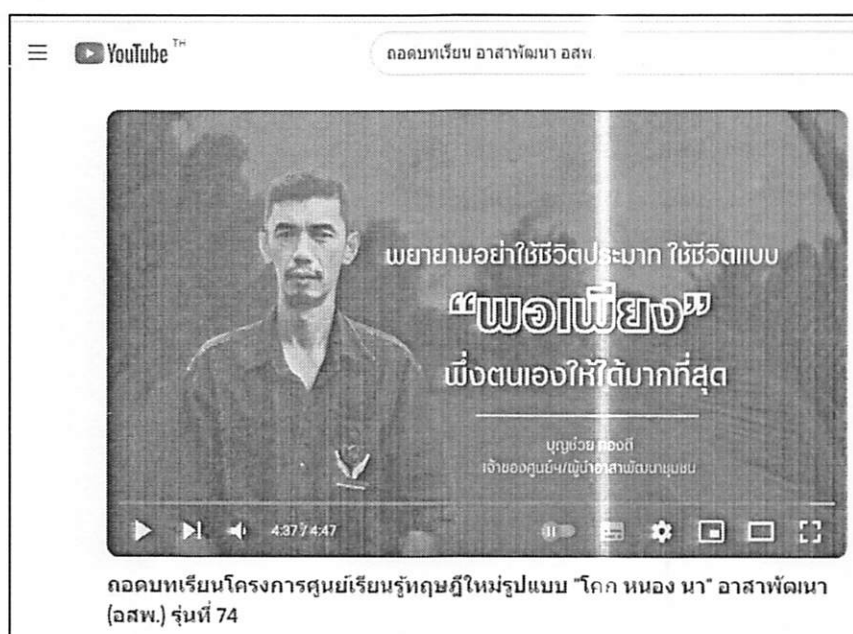 YouTube TH
ถอดบทเรียน อาสาพัฒนา อสพ.
พยายามอย่าใช้ชีวิตประมาท ใช้ชีวิตแบบ
“พอเพียง”
พึ่งตนเองให้ได้มากที่สุด
บุญช่วย ทองดี
เจ้าของศูนย์ฯ/ผู้นำอาสาพัฒนาชุมชน
4:37 / 4:47
ถอดบทเรียนโครงการศูนย์เรียนรู้ทฤษฎีใหม่รูปแบบ "โคก หนอง นา" อาสาพัฒนา
(อสพ.) รุ่นที่ 74